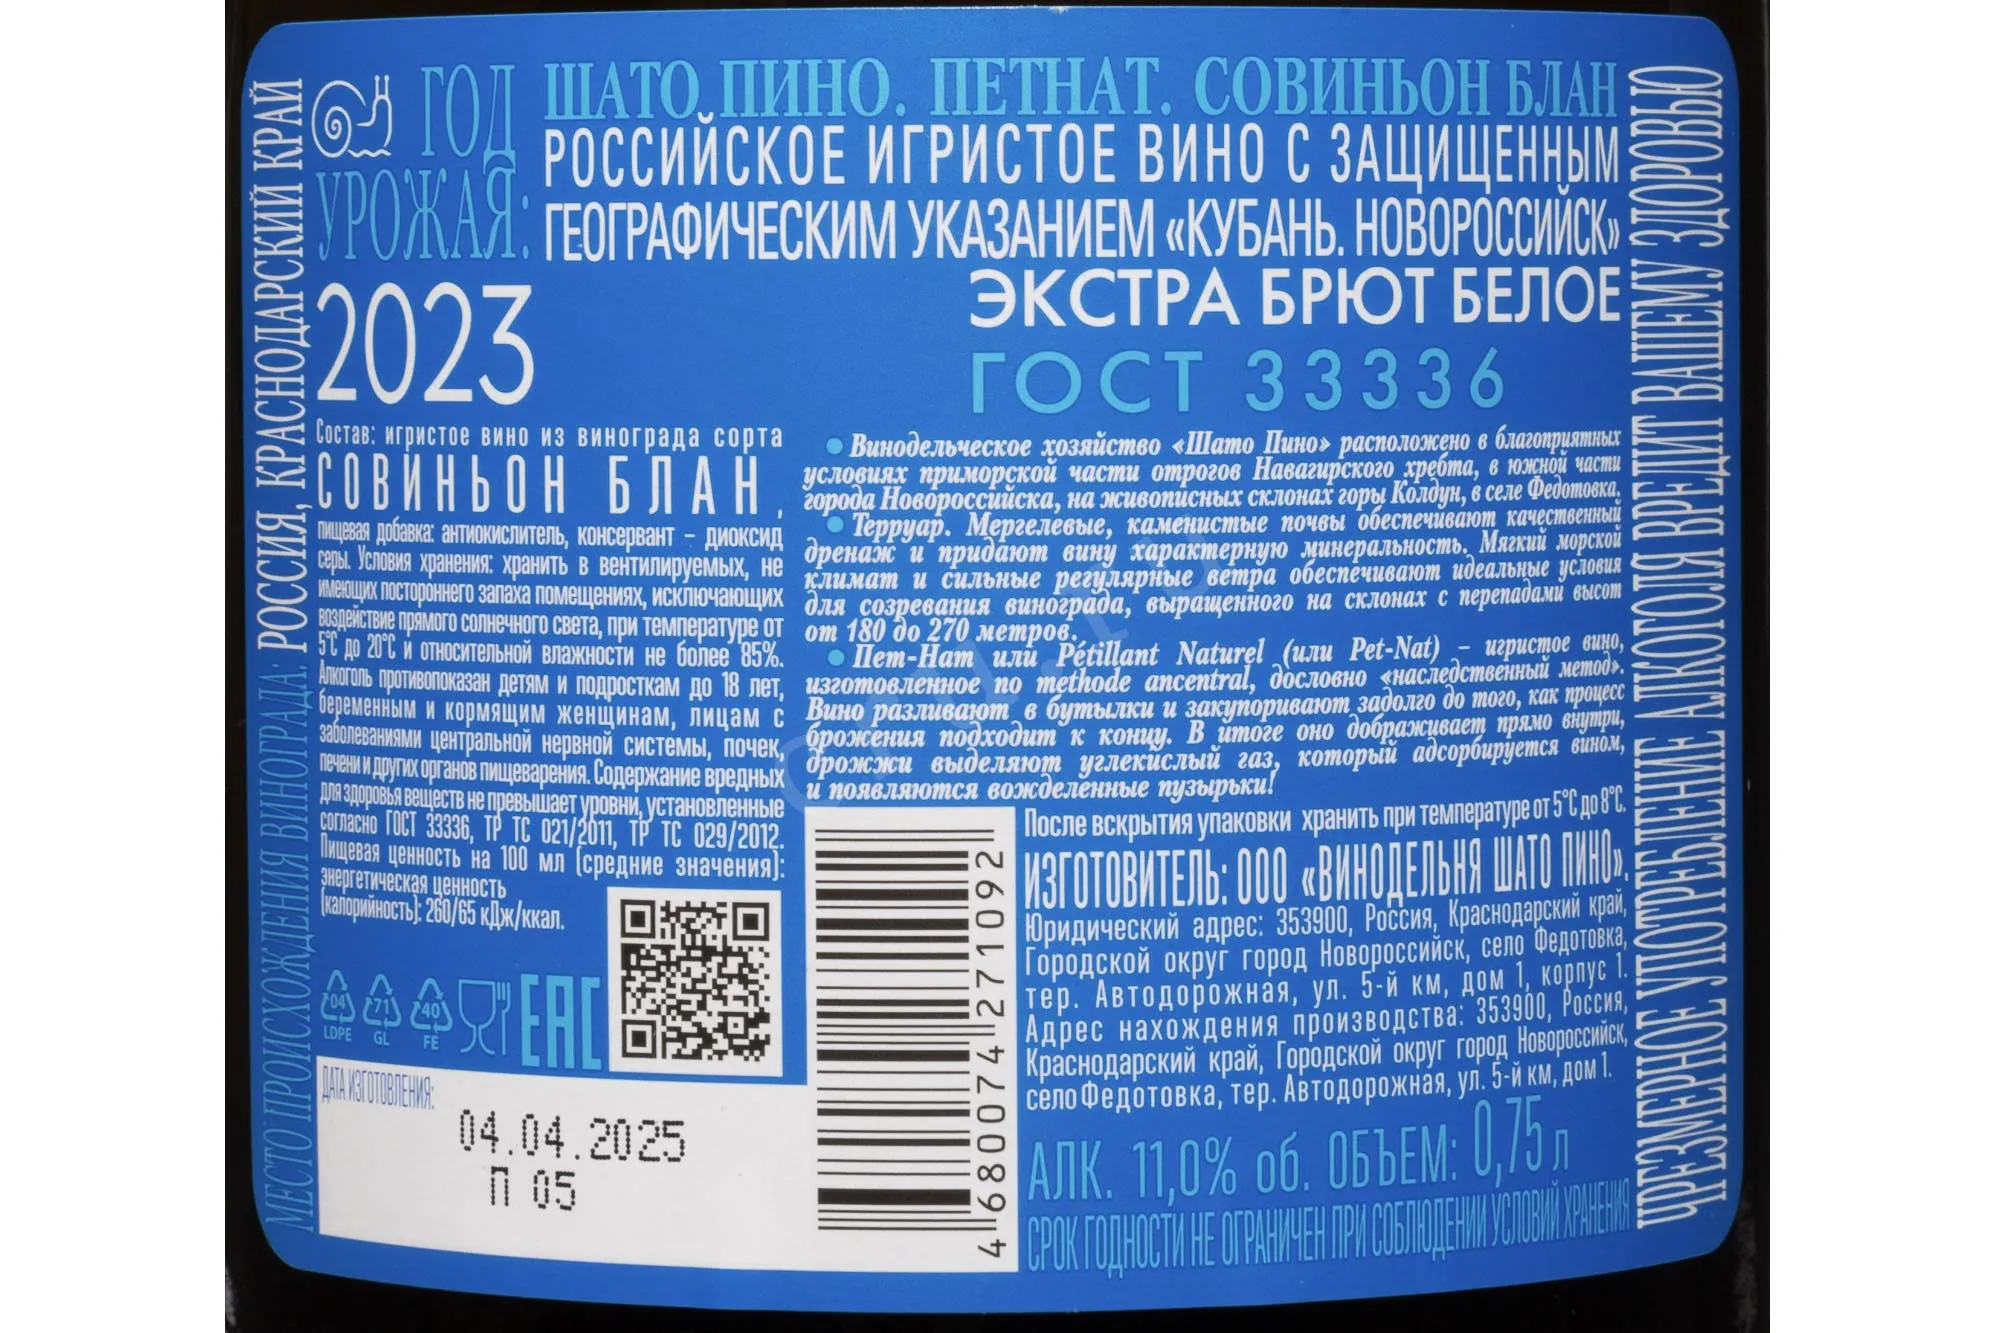 МЕСТО ПРОИСХОЖДЕНИЯ ВИНОГРАДА: РОССИЯ, КРАСНОДАРСКИЙ КРАЙ
ГОД
УРОЖАЯ:
2023
ШАТО ПИНО. ПЕТНАТ. СОВИНЬОН БЛАН
РОССИЙСКОЕ ИГРИСТОЕ ВИНО С ЗАЩИЩЕННЫМ
ГЕОГРАФИЧЕСКИМ УКАЗАНИЕМ «КУБАНЬ. НОВОРОССИЙСК»
ЭКСТРА БРЮТ БЕЛОЕ
ГОСТ 33336
Состав: игристое вино из винограда сорта
СОВИНЬОН БЛАН,
пищевая добавка: антиокислитель, консервант – диоксид
серы. Условия хранения: хранить в вентилируемых, не
имеющих постороннего запаха помещениях, исключающих
воздействие прямого солнечного света, при температуре от
5°С до 20°С и относительной влажности не более 85%.
Алкоголь противопоказан детям и подросткам до 18 лет,
беременным и кормящим женщинам, лицам с
заболеваниями центральной нервной системы, почек,
печени и других органов пищеварения. Содержание вредных
для здоровья веществ не превышает уровни, установленные
согласно ГОСТ 33336, ТР ТС 021/2011, ТР ТС 029/2012.
Пищевая ценность на 100 мл (средние значения):
энергетическая ценность
(калорийность): 260/65 кДж/ккал.
04
LDPE
71
GL
40
FE
EAC
ДАТА ИЗГОТОВЛЕНИЯ:
04.04.2025
П 05
• Винодельческое хозяйство «Шато Пино» расположено в благоприятных
условиях приморской части отрогов Навагирского хребта, в южной части
города Новороссийска, на живописных склонах горы Колдун, в селе Федотовка.
• Терруар. Мергелевые, каменистые почвы обеспечивают качественный
дренаж и придают вину характерную минеральность. Мягкий морской
климат и сильные регулярные ветра обеспечивают идеальные условия
для созревания винограда, выращенного на склонах с перепадами высот
от 180 до 270 метров.
• Пет-Нат или Pétillant Naturel (или Pet-Nat) – игристое вино,
изготовленное по methode ancentral, дословно «наследственный метод».
Вино разливают в бутылки и закупоривают задолго до того, как процесс
брожения подходит к концу. В итоге оно дображивает прямо внутри,
дрожжи выделяют углекислый газ, который адсорбируется вином,
и появляются вожделенные пузырьки!
4680074271092
После вскрытия упаковки хранить при температуре от 5°С до 8°С.
ИЗГОТОВИТЕЛЬ: ООО «ВИНОДЕЛЬНЯ ШАТО ПИНО».
Юридический адрес: 353900, Россия, Краснодарский край,
Городской округ город Новороссийск, село Федотовка,
тер. Автодорожная, ул. 5-й км, дом 1, корпус 1.
Адрес нахождения производства: 353900, Россия,
Краснодарский край, Городской округ город Новороссийск,
село Федотовка, тер. Автодорожная, ул. 5-й км, дом 1.
АЛК. 11,0% об. ОБЪЕМ: 0,75 л
СРОК ГОДНОСТИ НЕ ОГРАНИЧЕН ПРИ СОБЛЮДЕНИИ УСЛОВИЙ ХРАНЕНИЯ
ЧРЕЗМЕРНОЕ УПОТРЕБЛЕНИЕ АЛКОГОЛЯ ВРЕДИТ ВАШЕМУ ЗДОРОВЬЮ